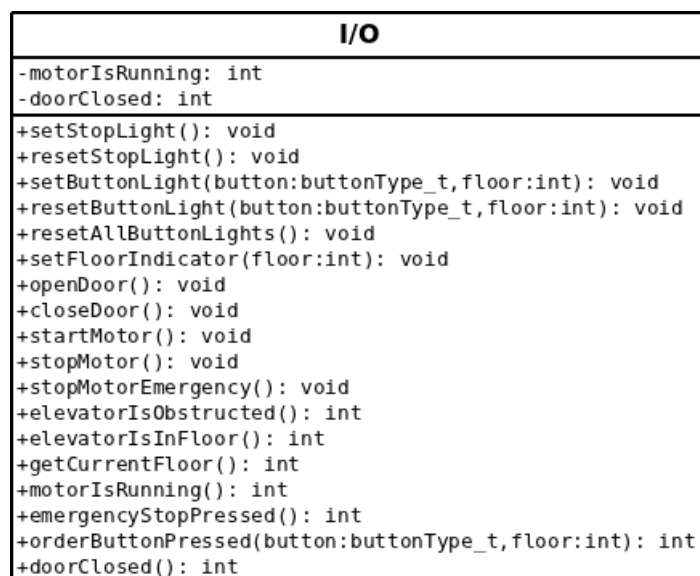 I/O
-motorIsRunning: int
-doorClosed: int
+setStopLight(): void
+resetStopLight(): void
+setButtonLight(button:buttonType_t,floor:int): void
+resetButtonLight(button:buttonType_t,floor:int): void
+resetAllButtonLights(): void
+setFloorIndicator(floor:int): void
+openDoor(): void
+closeDoor(): void
+startMotor(): void
+stopMotor(): void
+stopMotorEmergency(): void
+elevatorIsObstructed(): int
+elevatorIsInFloor(): int
+getCurrentFloor(): int
+motorIsRunning(): int
+emergencyStopPressed(): int
+orderButtonPressed(button:buttonType_t,floor:int): int
+doorClosed(): int